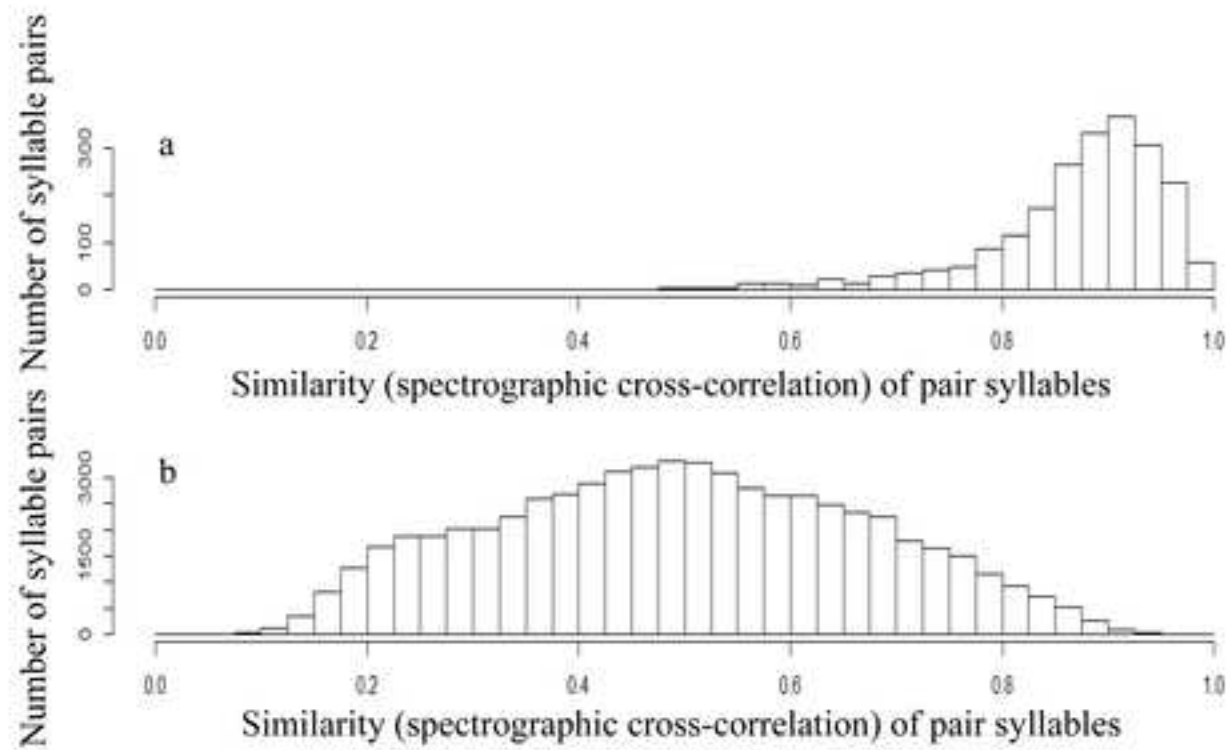 Number of syllable pairs
300
100
0
a
0.0 0.2 0.4 0.6 0.8 1.0
Similarity (spectrographic cross-correlation) of pair syllables
Number of syllable pairs
3000
1500
0
b
0.0 0.2 0.4 0.6 0.8 1.0
Similarity (spectrographic cross-correlation) of pair syllables